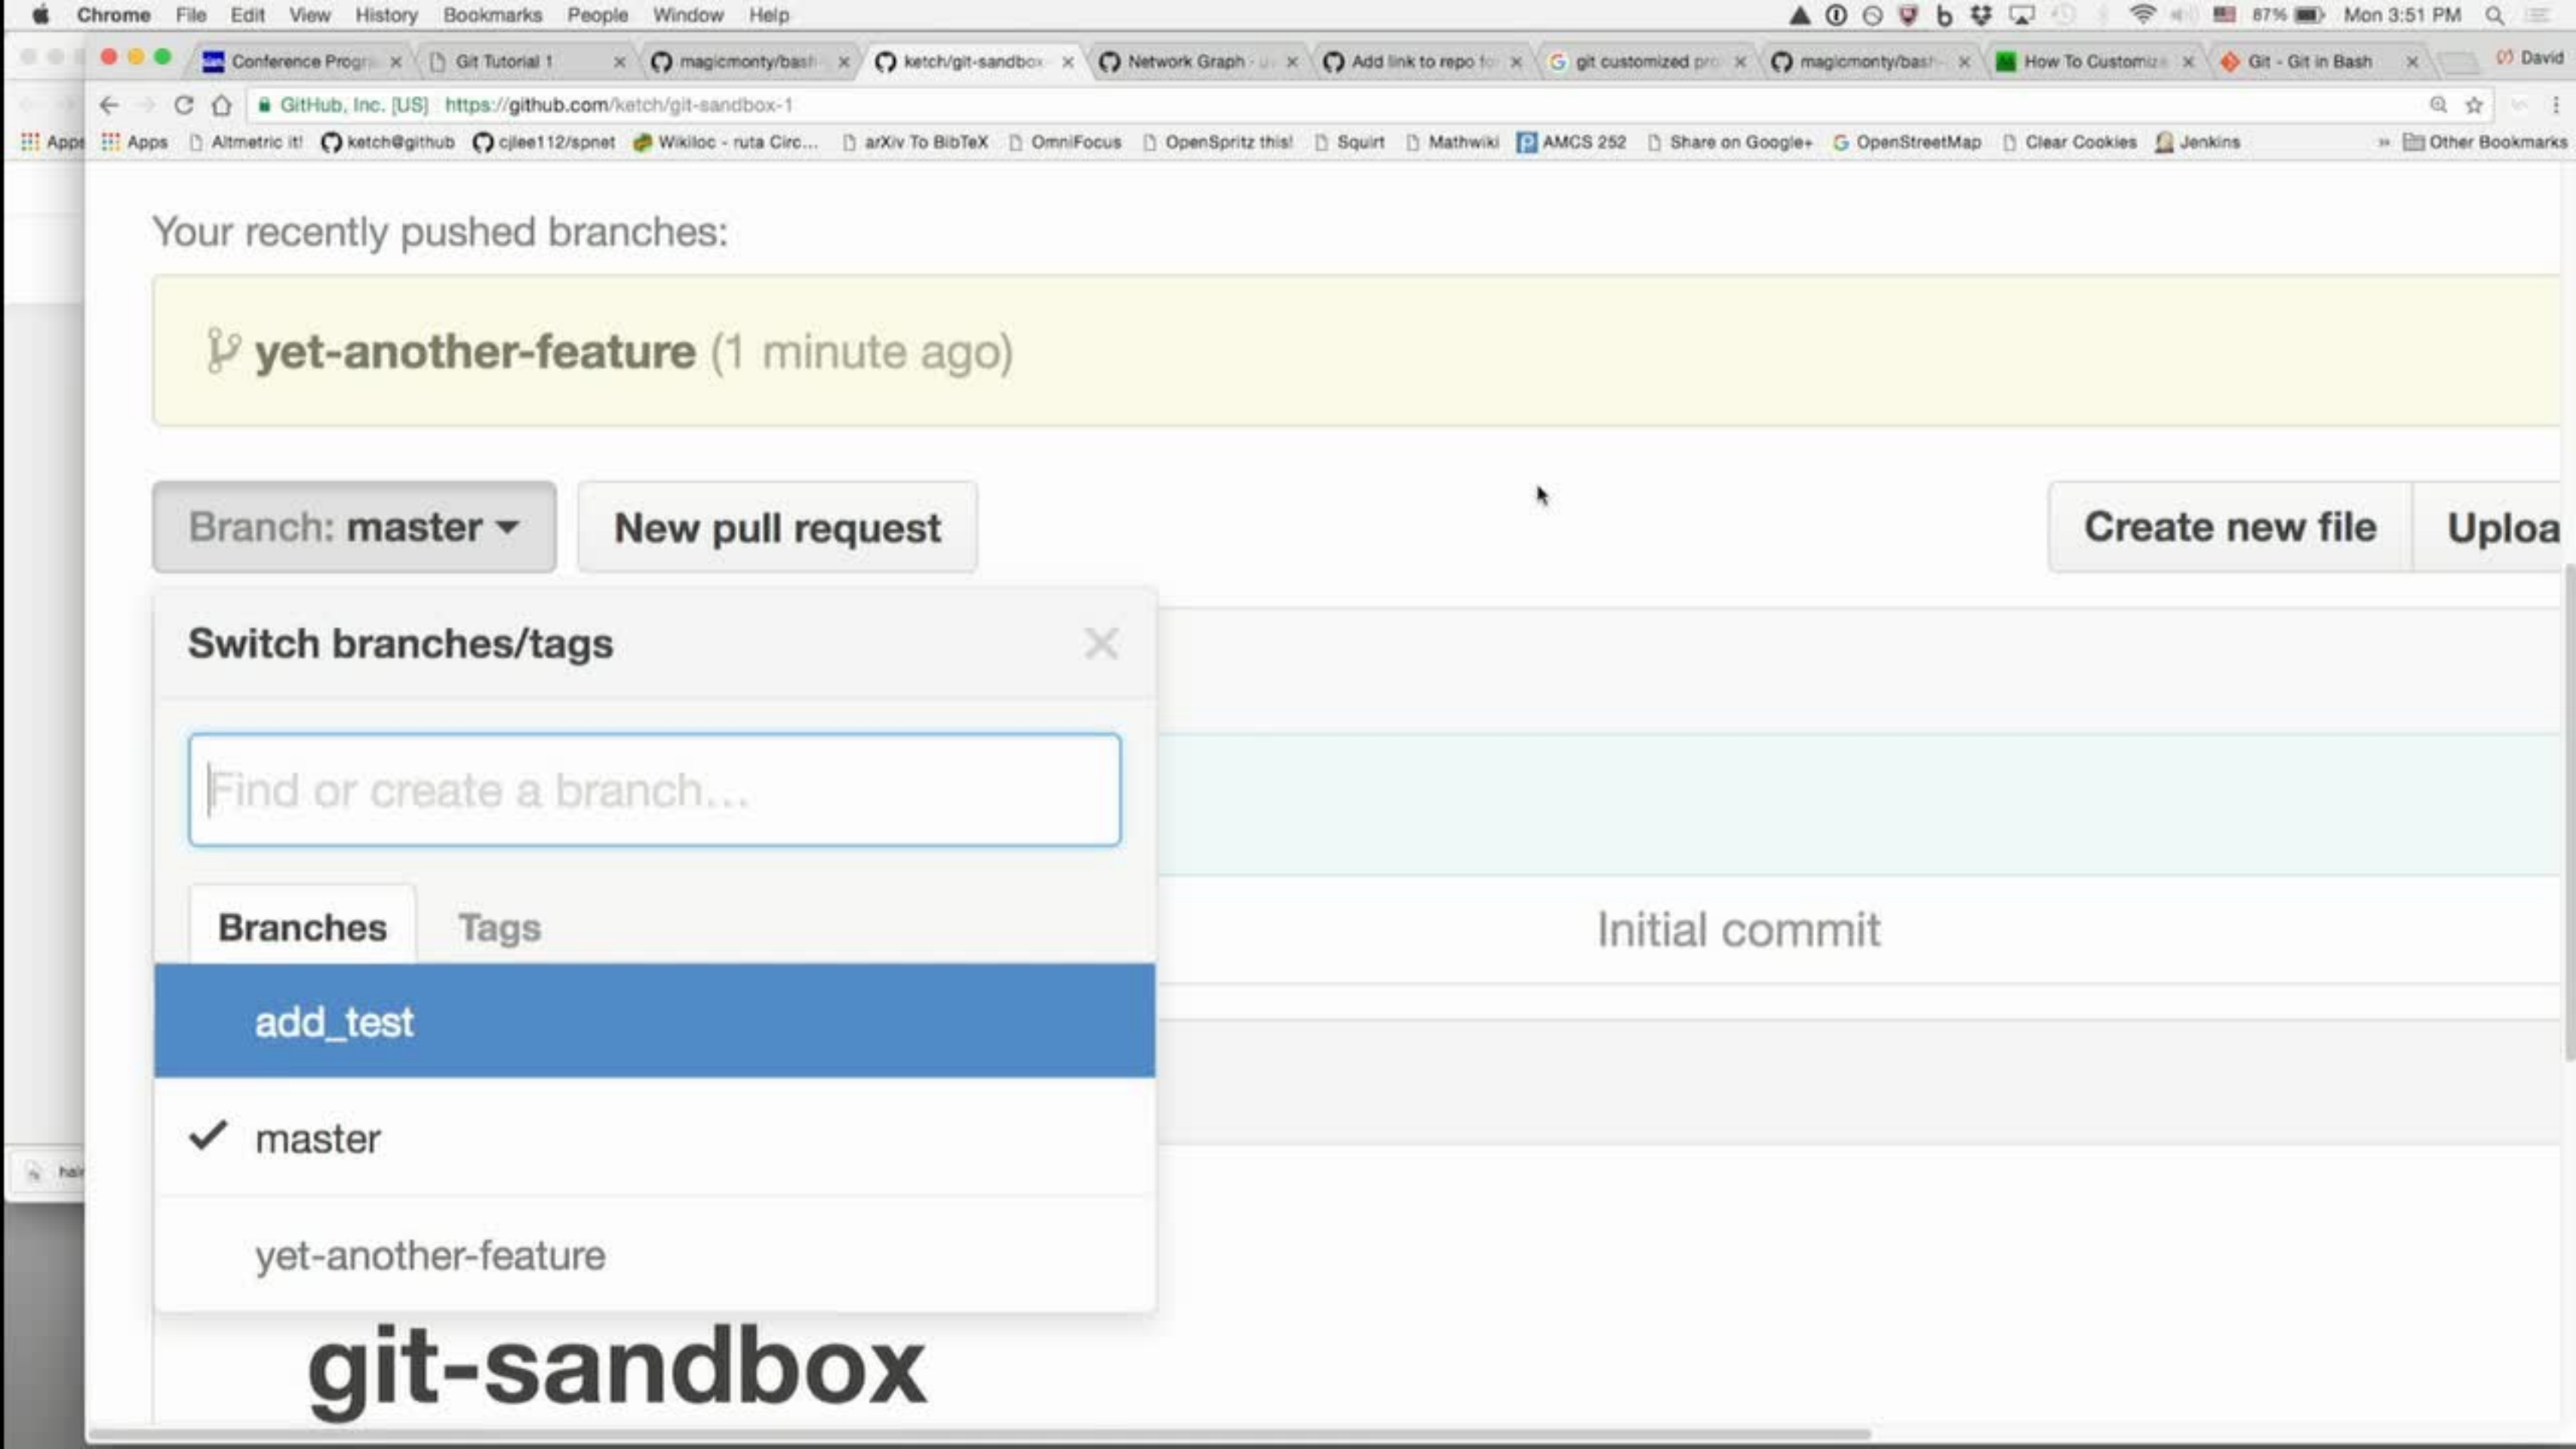 Chrome File Edit View History Bookmarks People Window Help 87% Mon 3:51 PM
Conference Progr Git Tutorial 1 magicmonty/bash ketch/git-sandbox Network Graph Add link to repo fo git customized pro magicmonty/bash- How To Customiz Git - Git in Bash David
GitHub, Inc. [US] https://github.com/ketch/git-sandbox-1
Apps Apps Altmetric it! ketch@github cjlee112/spnet Wikiloc - ruta Circ... arXiv To BibTeX OmniFocus OpenSpritz this! Squirt Mathwiki AMCS 252 Share on Google+ OpenStreetMap Clear Cookies Jenkins » Other Bookmarks
Your recently pushed branches:
yet-another-feature (1 minute ago)
Branch: master New pull request Create new file Uploa
Switch branches/tags
Find or create a branch...
Branches Tags
Initial commit
add_test
master
hair
yet-another-feature
git-sandbox